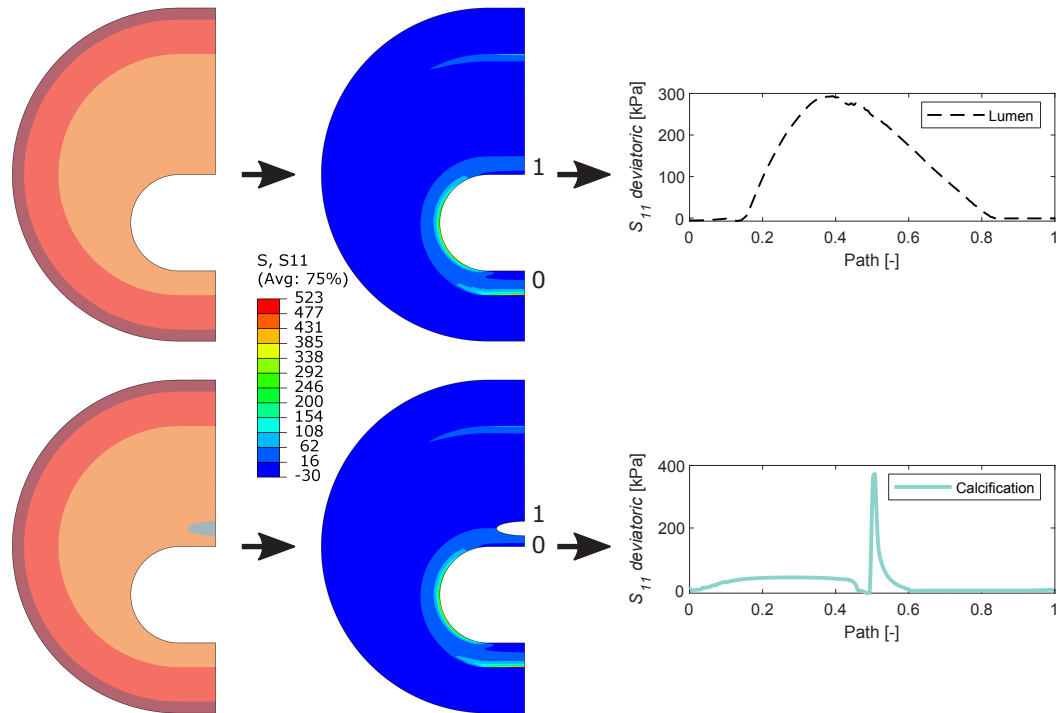 1
0
S, S11
(Avg: 75%)
523
477
431
385
338
292
246
200
154
108
62
16
-30
300
200
100
0
S11 deviatoric [kPa]
Lumen
0 0.2 0.4 0.6 0.8 1
Path [-]
1
0
400
200
0
S11 deviatoric [kPa]
Calcification
0 0.2 0.4 0.6 0.8 1
Path [-]